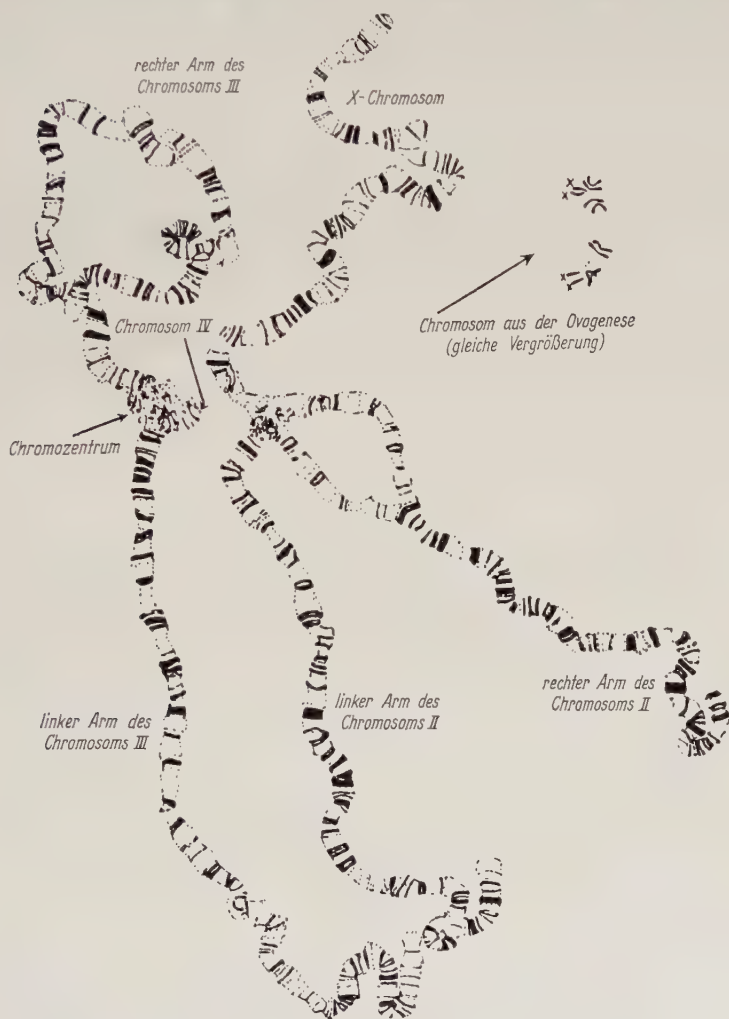 rechter Arm des
Chromosoms III
X-Chromosom
Chromosom IV
Chromosom aus der Ovogenese
(gleiche Vergrößerung)
Chromozentrum
linker Arm des
Chromosoms III
linker Arm des
Chromosoms II
rechter Arm des
Chromosoms II